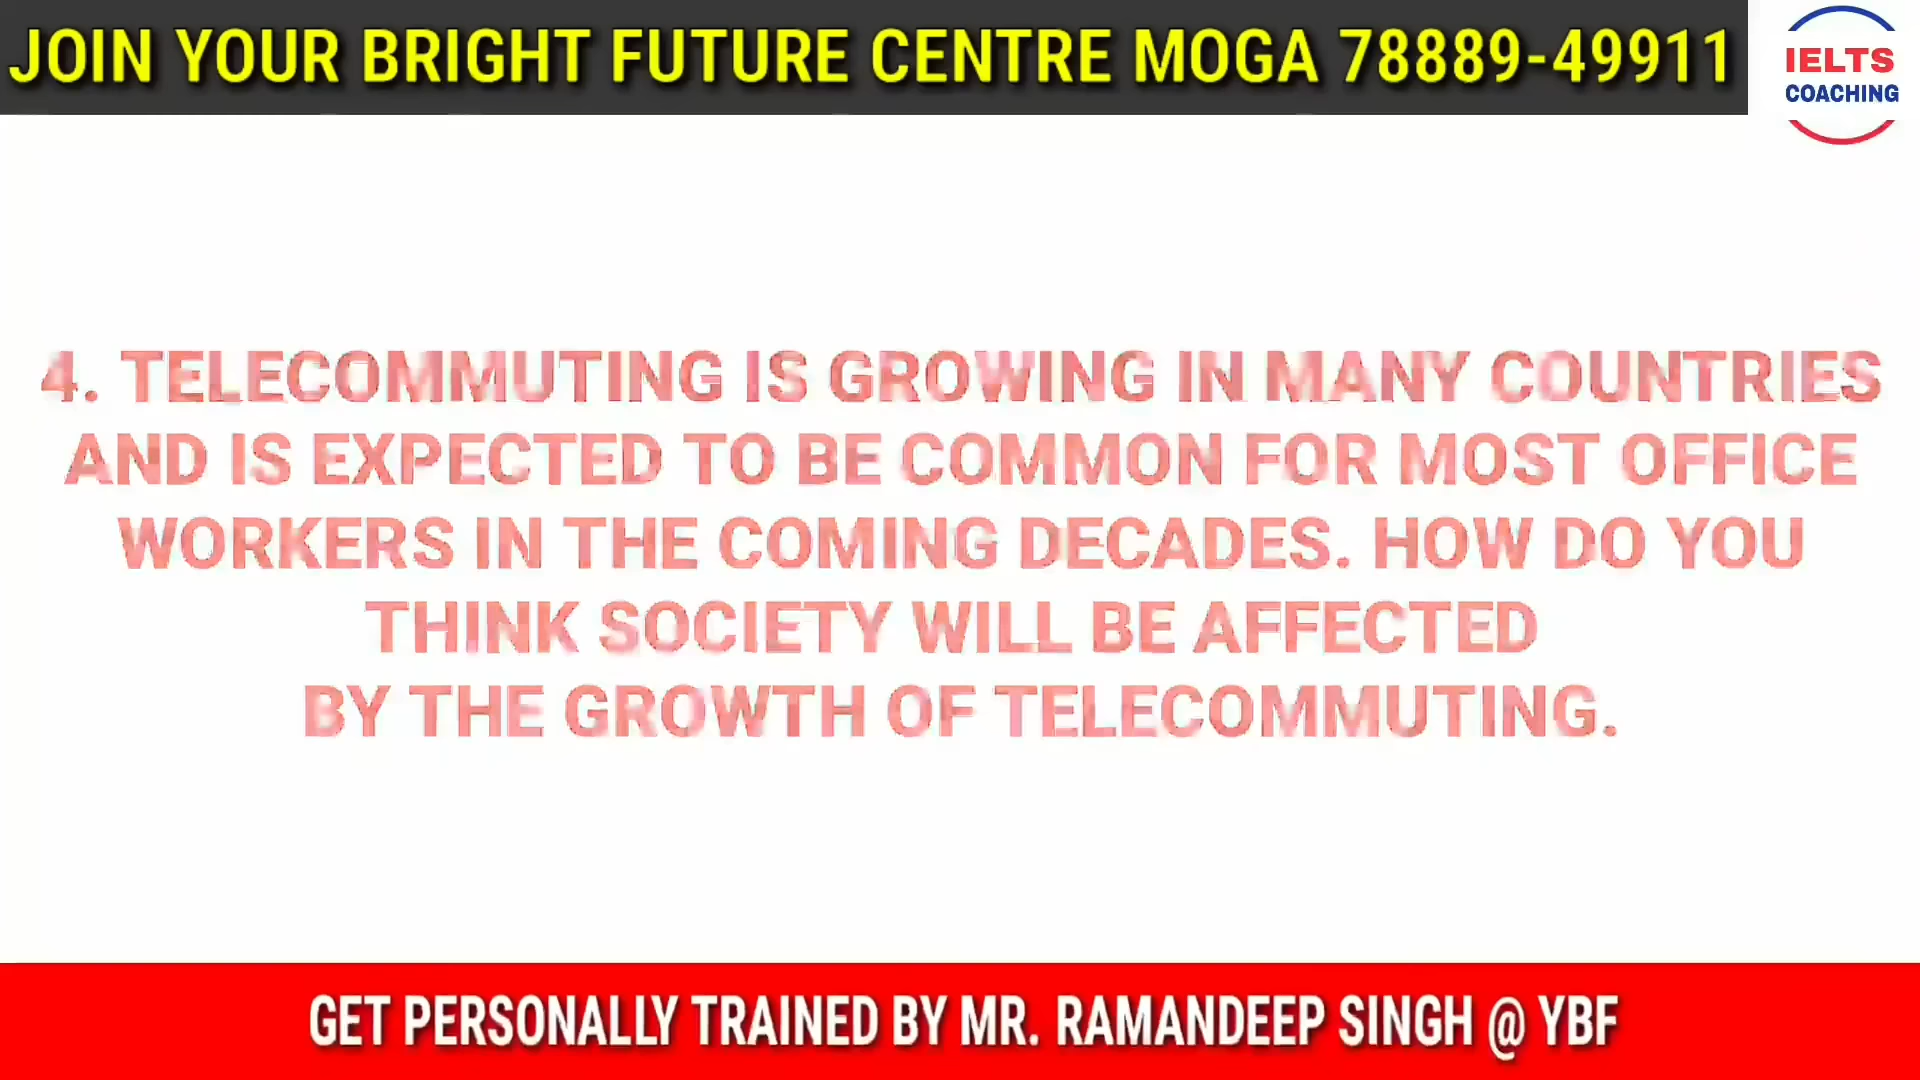 JOIN YOUR BRIGHT FUTURE CENTRE MOGA 78889-49911
IELTS
COACHING
4. TELECOMMUTING IS GROWING IN MANY COUNTRIES
AND IS EXPECTED TO BE COMMON FOR MOST OFFICE
WORKERS IN THE COMING DECADES. HOW DO YOU
THINK SOCIETY WILL BE AFFECTED
BY THE GROWTH OF TELECOMMUTING.
GET PERSONALLY TRAINED BY MR. RAMANDEEP SINGH @ YBF